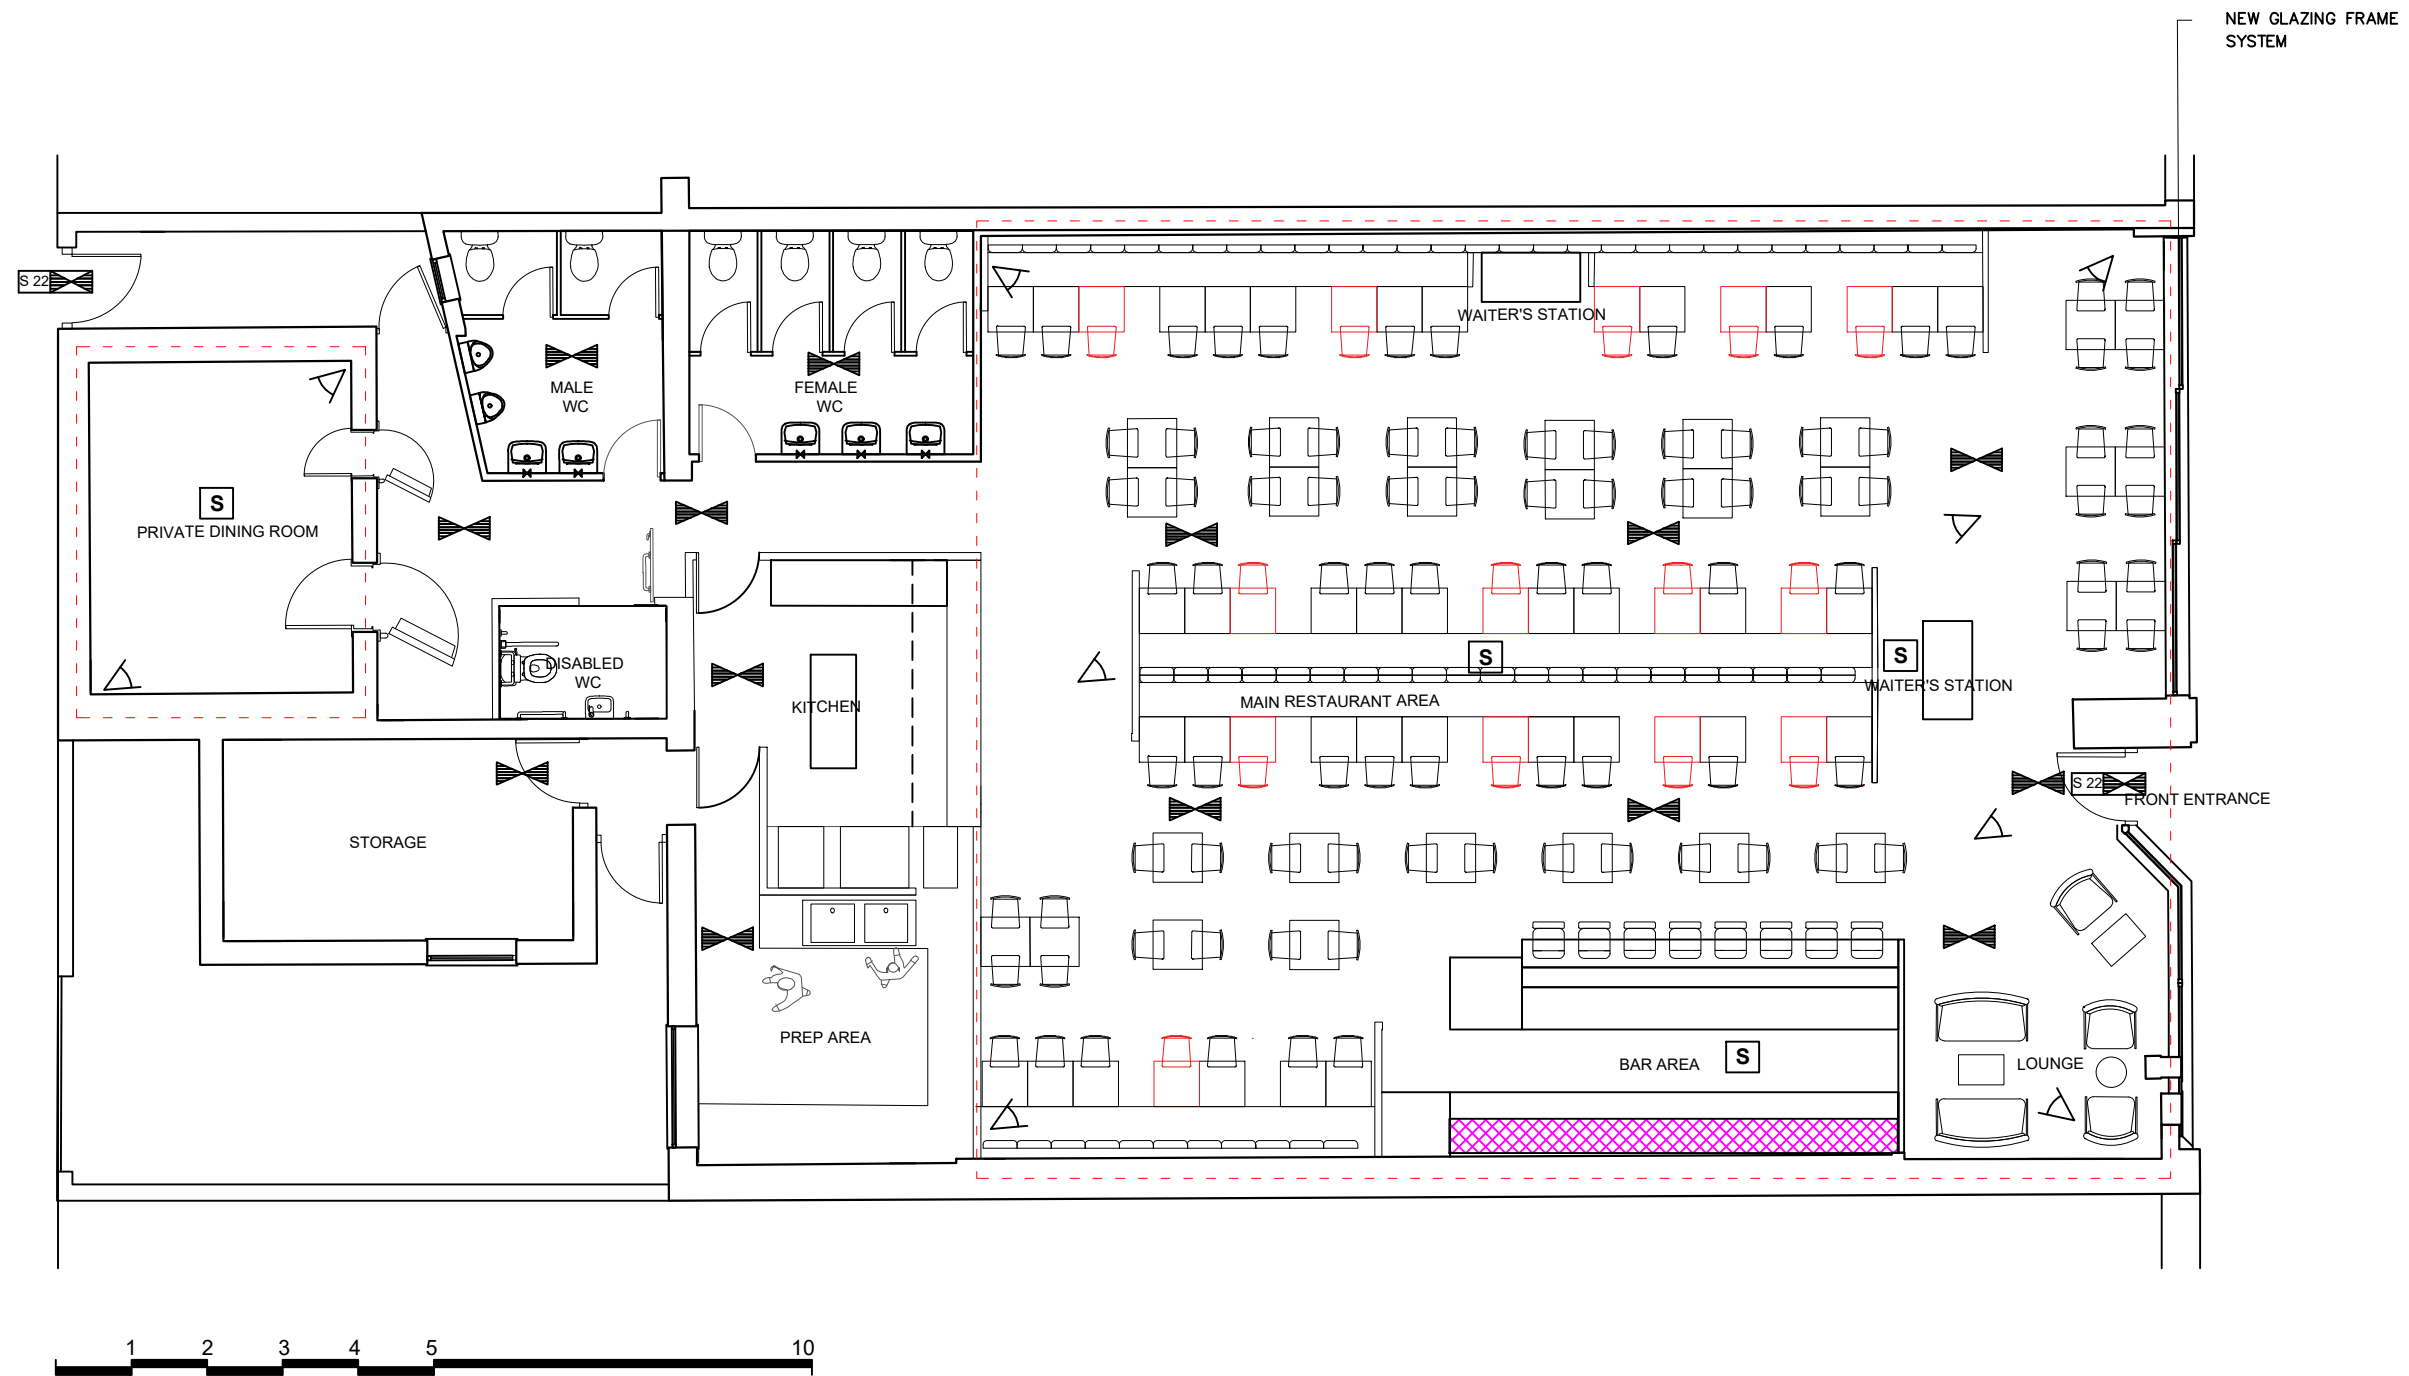 NEW GLAZING FRAME
SYSTEM
S 22
WAITER'S STATION
MALE
WC
FEMALE
WC
S
PRIVATE DINING ROOM
S
S
DISABLED
WC
WAITER'S STATION
MAIN RESTAURANT AREA
KITCHEN
S 22
FRONT ENTRANCE
STORAGE
PREP AREA
BAR AREA
S
LOUNGE
1 2 3 4 5 10